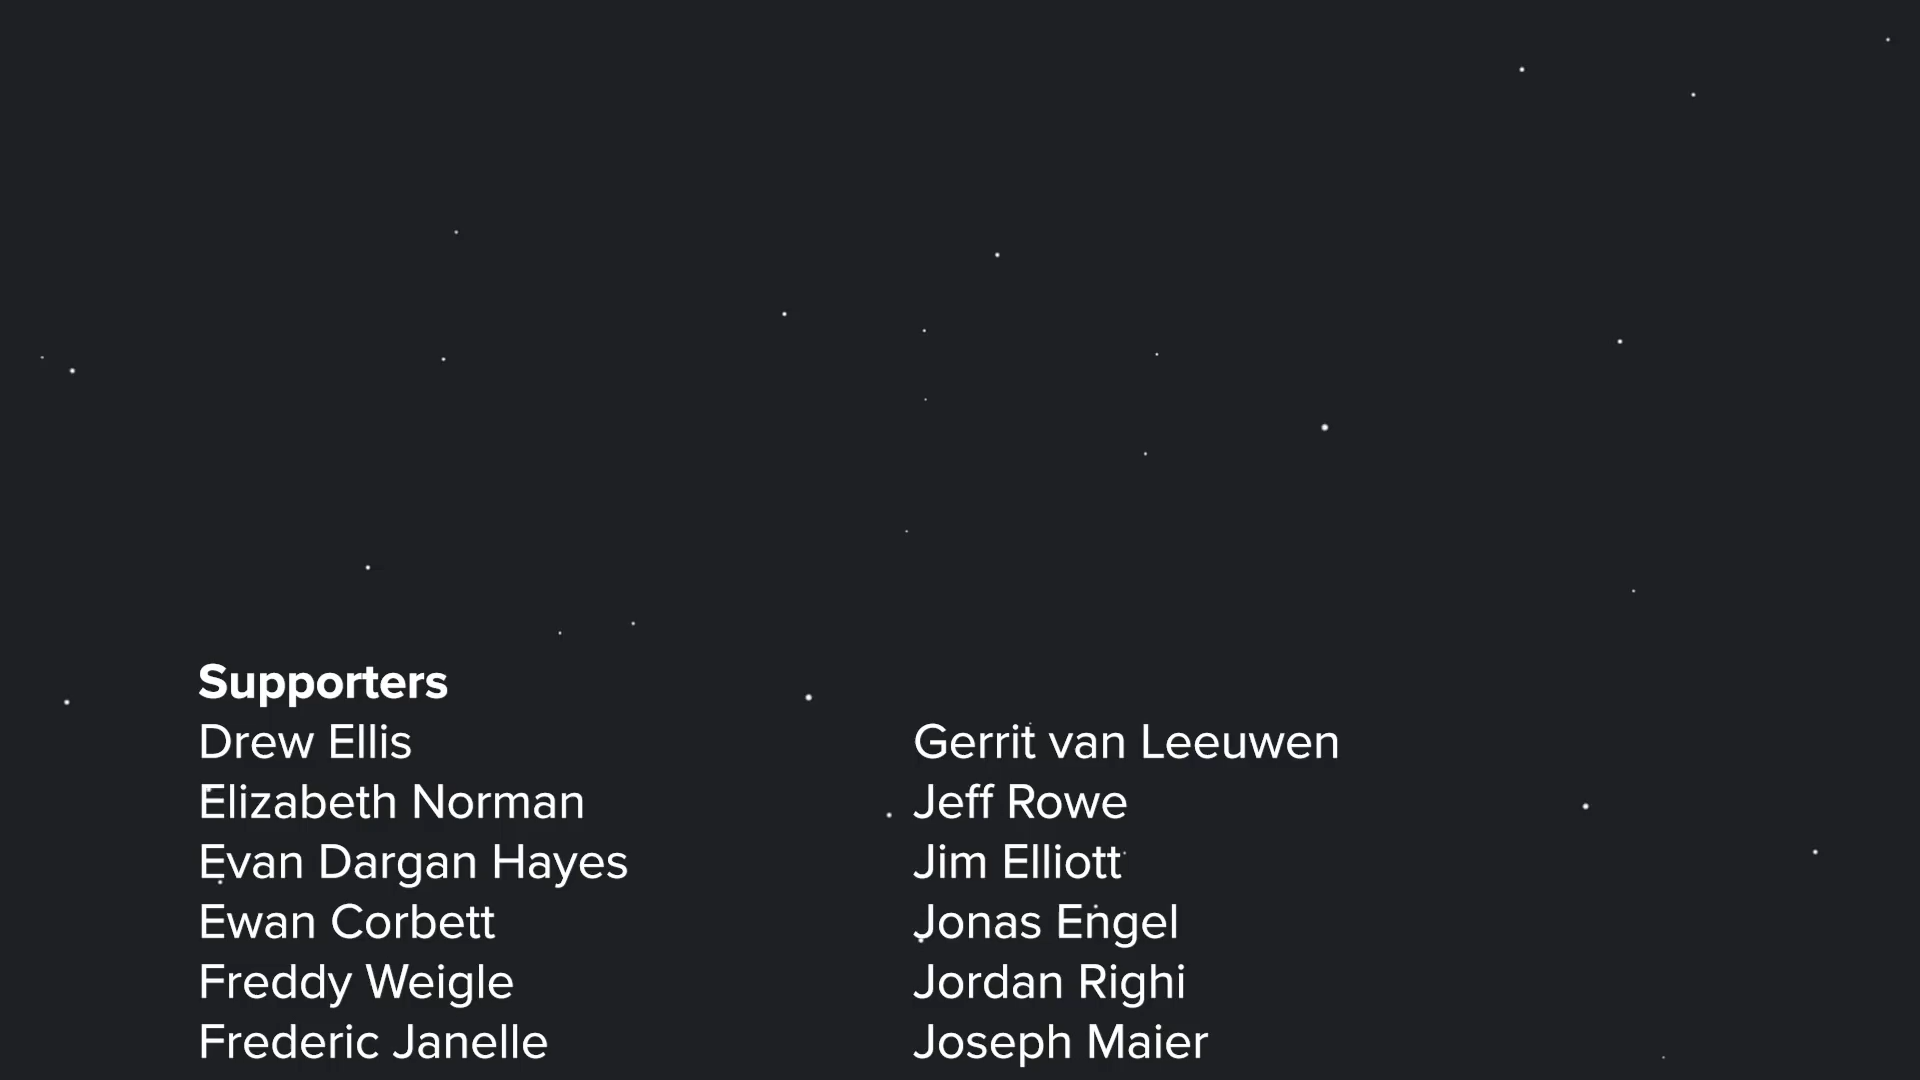 Supporters
Drew Ellis
Elizabeth Norman
Evan Dargan Hayes
Ewan Corbett
Freddy Weigle
Frederic Janelle
Gerrit van Leeuwen
Jeff Rowe
Jim Elliott
Jonas Engel
Jordan Righi
Joseph Maier